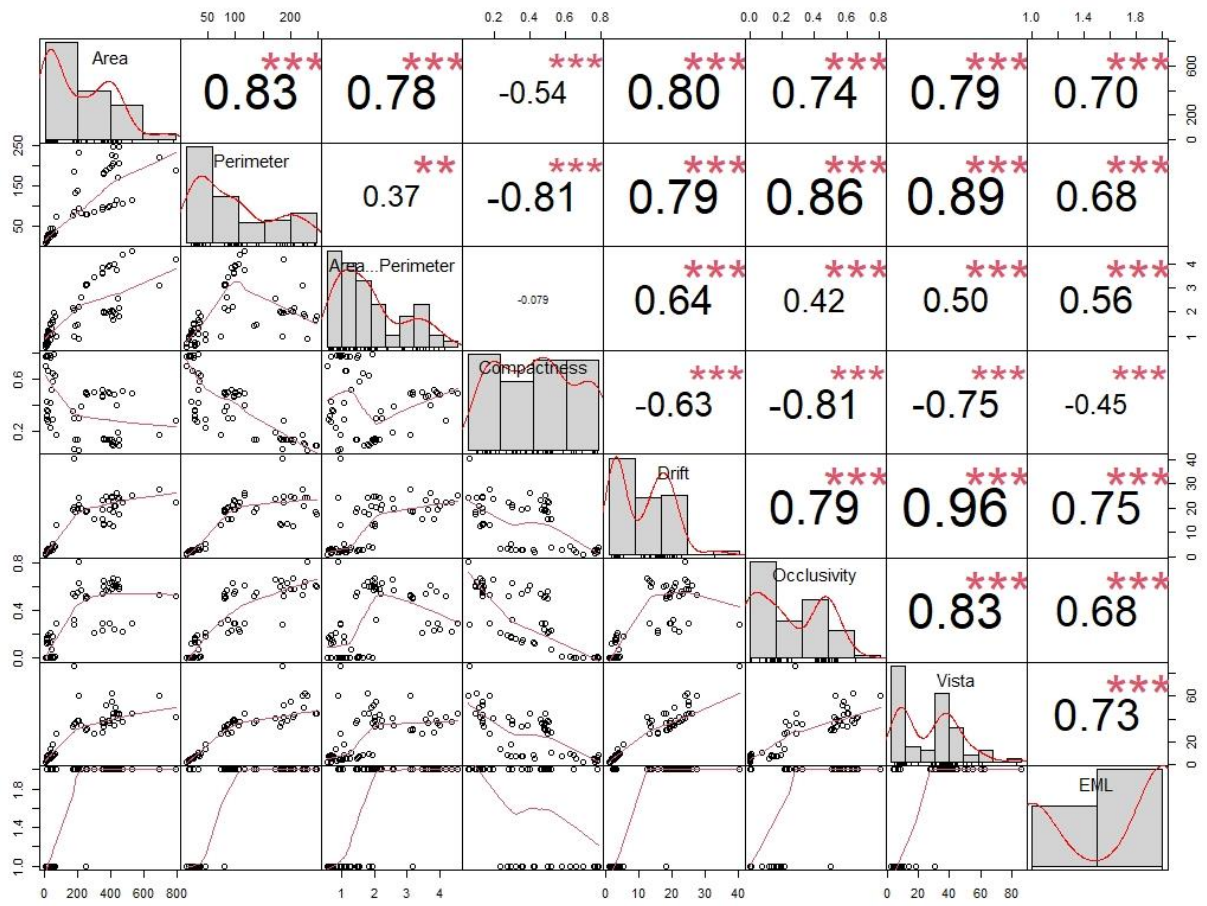 50 100 200 0.2 0.4 0.6 0.8 0.0 0.2 0.4 0.6 0.8 1.0 1.4 1.8
Area *** *** *** *** *** *** ***
0.83 0.78 -0.54 0.80 0.74 0.79 0.70
0 200 600
50 150 250
Perimeter ** *** *** *** *** ***
0.37 -0.81 0.79 0.86 0.89 0.68
Area...Perimeter *** *** *** ***
-0.079 0.64 0.42 0.50 0.56
1 2 3 4
0.2 0.6
Compactness *** *** *** ***
-0.63 -0.81 -0.75 -0.45
Drift *** *** ***
0.79 0.96 0.75
0 10 20 30 40
0.0 0.4 0.8
Occlusivity *** ***
0.83 0.68
Vista ***
0.73
0 20 60
1.0 1.4 1.8
EML
0 200 400 600 800 1 2 3 4 0 10 20 30 40 0 20 40 60 80